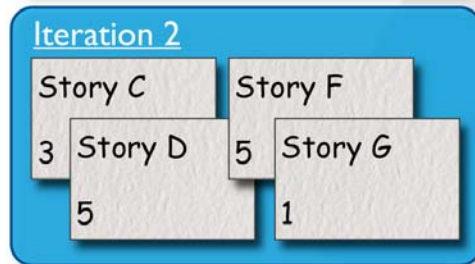 Iteration 2
Story C
3
Story D
5
Story F
5
Story G
1